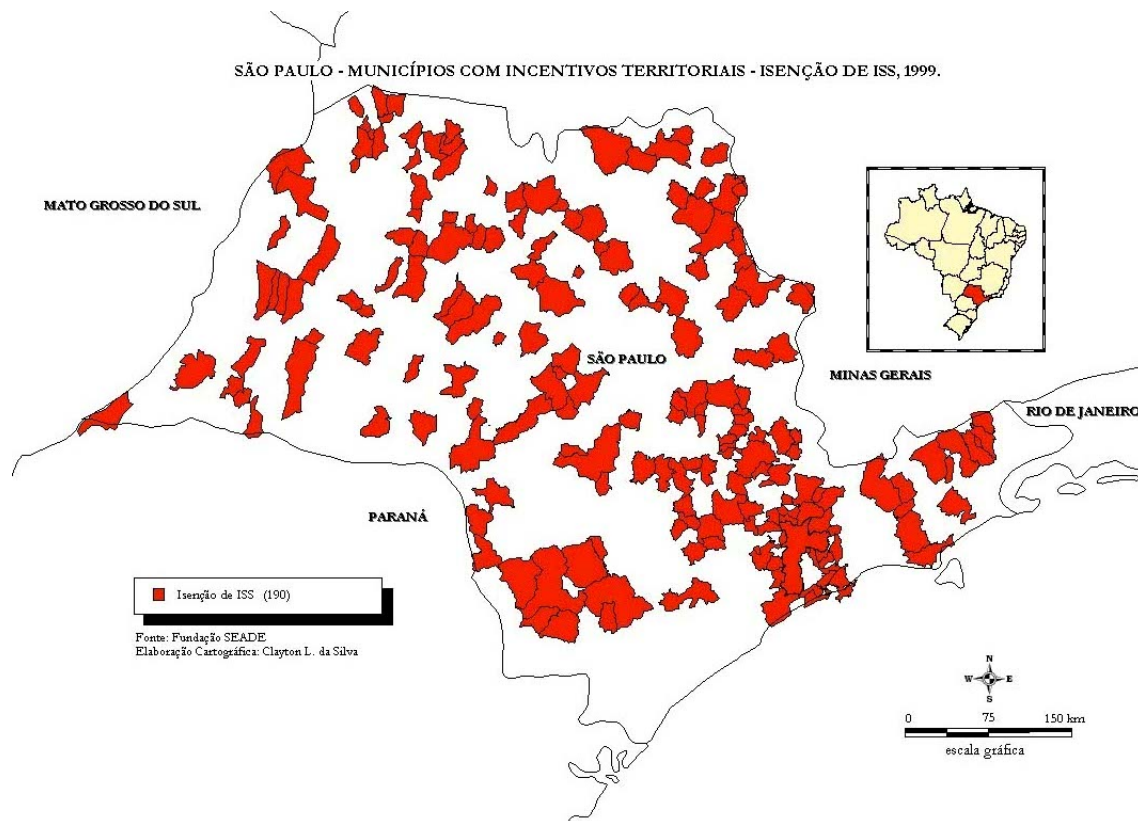 SÃO PAULO - MUNICÍPIOS COM INCENTIVOS TERRITORIAIS - ISENÇÃO DE ISS, 1999.
MATO GROSSO DO SUL
SÃO PAULO
MINAS GERAIS
RIO DE JANEIRO
PARANÁ
Isenção de ISS (190)
Fonte: Fundação SEADE
Elaboração Cartográfica: Clayton L. da Silva
N
W E
S
0 75 150 km
escala gráfica